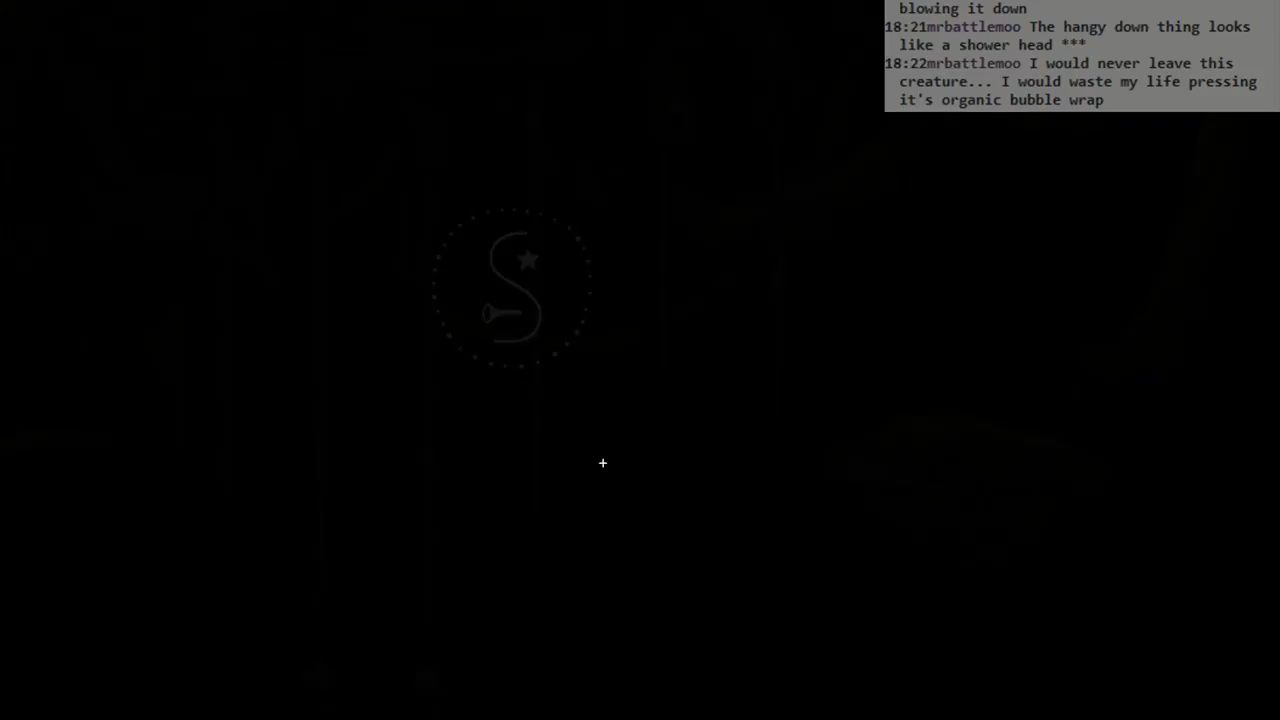 blowing it down
18:21mrbattlemoo The hangy down thing looks
like a shower head ***
18:22mrbattlemoo I would never leave this
creature... I would waste my life pressing
it's organic bubble wrap
S